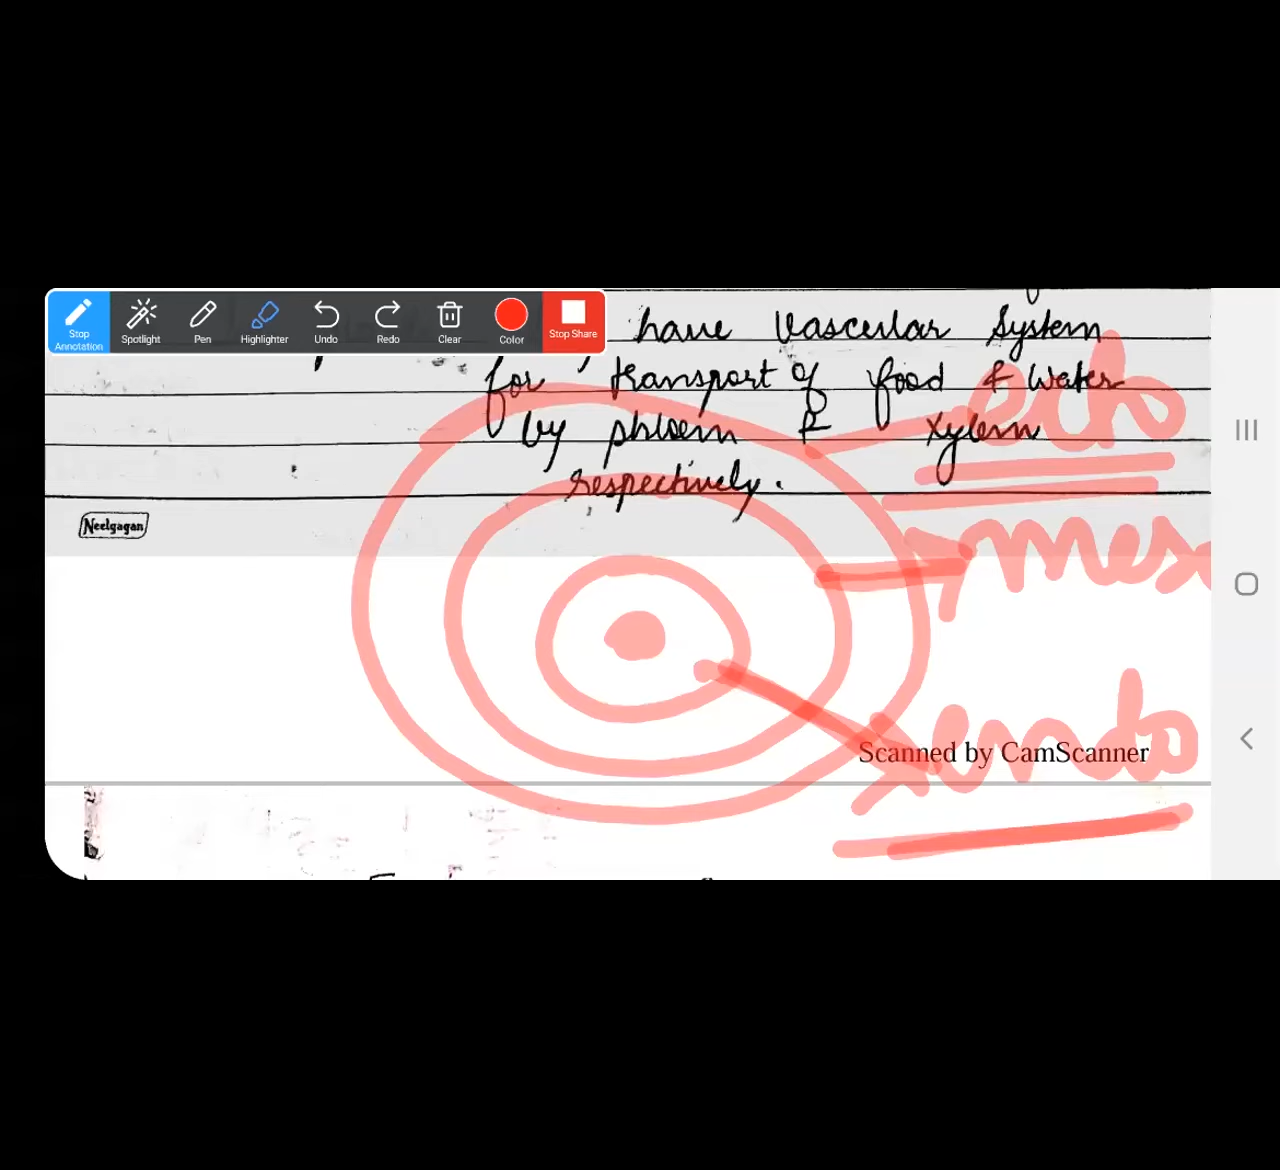 Stop Annotation Spotlight Pen Highlighter Undo Redo Clear Color Stop Share
have Vascular System
for transport of food & Water
by phloem & Xylem
respectively.
ecto
meso
endo
Neelgagan
Scanned by CamScanner